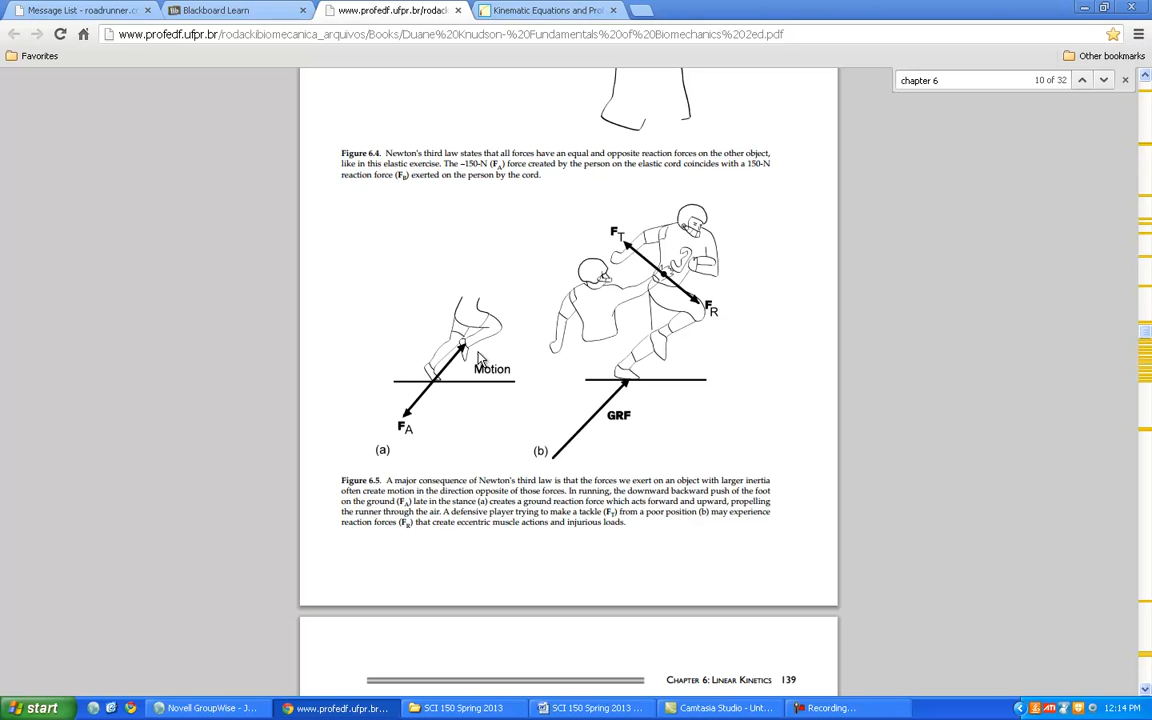 Message List - roadrunner.c
Blackboard Learn
www.profedf.ufpr.br/rodack
Kinematic Equations and Pro
www.profedf.ufpr.br/rodackibiomecanica_arquivos/Books/Duane%20Knudson-%20Fundamentals%20of%20Biomechanics%202ed.pdf
Favorites
Other bookmarks
chapter 6
10 of 32
Figure 6.4. Newton's third law states that all forces have an equal and opposite reaction forces on the other object,
like in this elastic exercise. The –150-N (FA) force created by the person on the elastic cord coincides with a 150-N
reaction force (FB) exerted on the person by the cord.
FT
FR
Motion
FA
GRF
(a)
(b)
Figure 6.5. A major consequence of Newton's third law is that the forces we exert on an object with larger inertia
often create motion in the direction opposite of those forces. In running, the downward backward push of the foot
on the ground (FA) late in the stance (a) creates a ground reaction force which acts forward and upward, propelling
the runner through the air. A defensive player trying to make a tackle (FT) from a poor position (b) may experience
reaction forces (FR) that create eccentric muscle actions and injurious loads.
CHAPTER 6: LINEAR KINETICS 139
start
Novell GroupWise - J...
www.profedf.ufpr.br...
SCI 150 Spring 2013
SCI 150 Spring 2013 ...
Camtasia Studio - Unt...
Recording...
12:14 PM